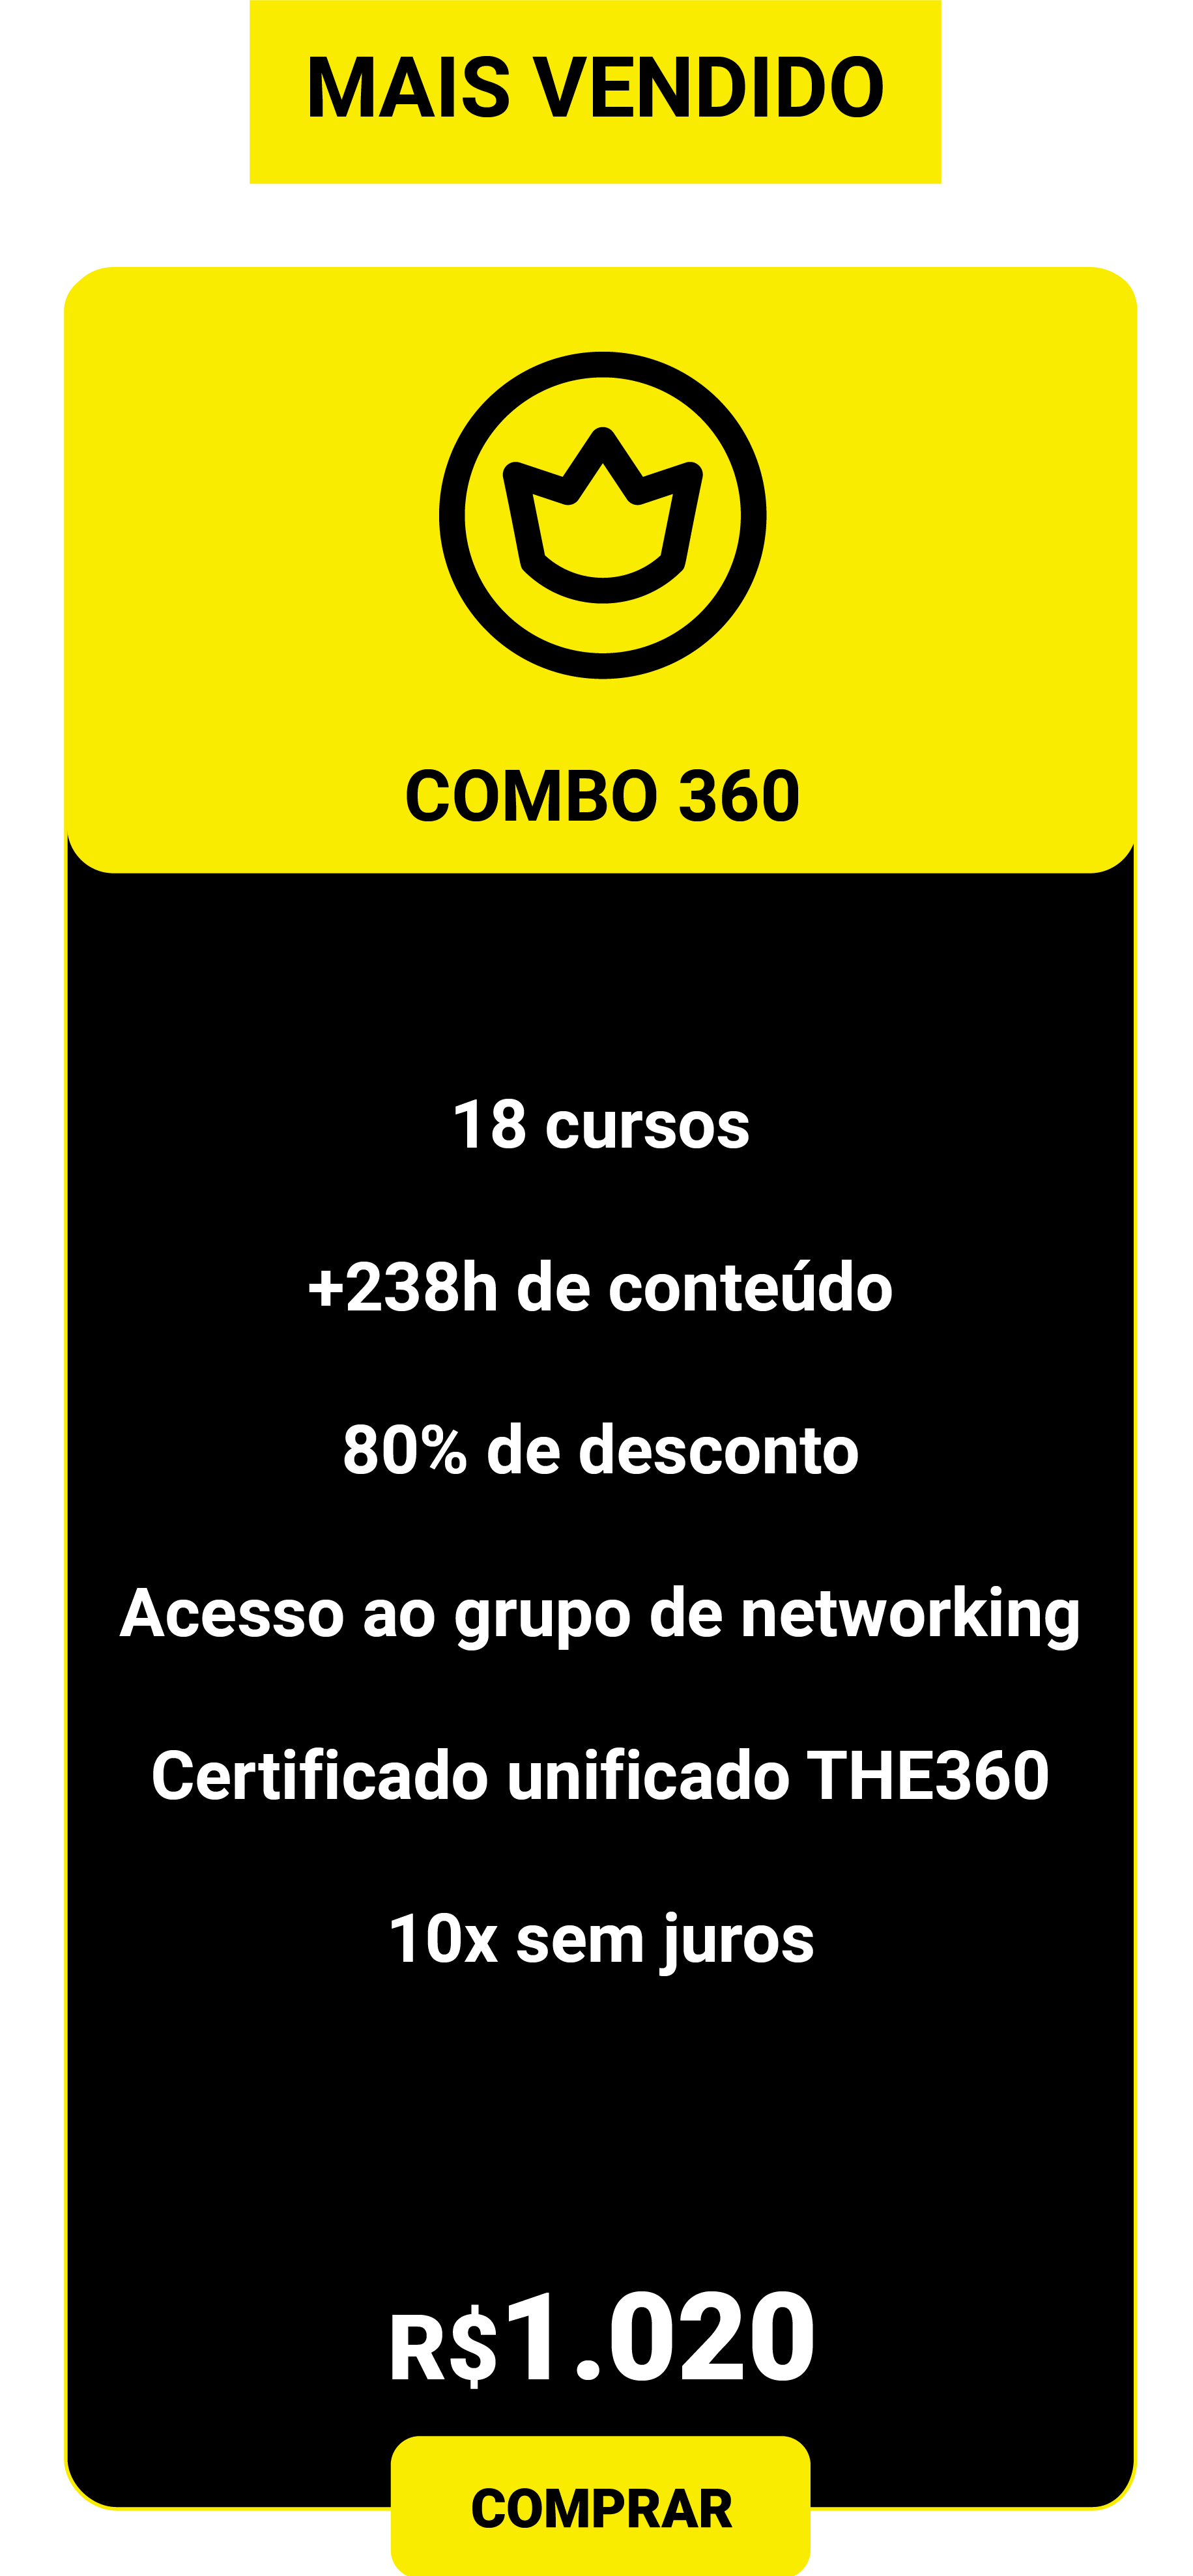 MAIS VENDIDO
COMBO 360
18 cursos
+238h de conteúdo
80% de desconto
Acesso ao grupo de networking
Certificado unificado THE360
10x sem juros
R$1.020
COMPRAR